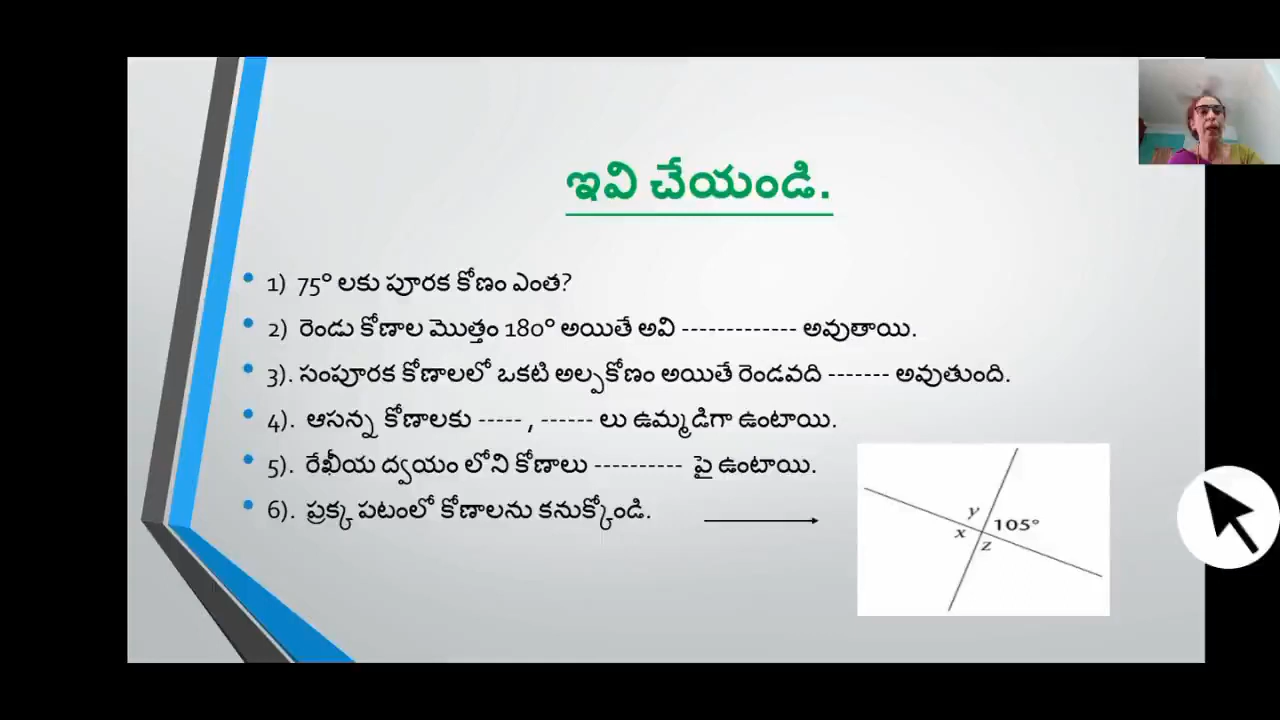 ఇవి చేయండి.
1) 75° లకు పూరక కోణం ఎంత?
2) రెండు కోణాల మొత్తం 180° అయితే అవి ------------- అవుతాయి.
3). సంపూరక కోణాలలో ఒకటి అల్పకోణం అయితే రెండవది ------- అవుతుంది.
4). ఆసన్న కోణాలకు ----- , ------ లు ఉమ్మడిగా ఉంటాయి.
5). రేఖీయ ద్వయం లోని కోణాలు ---------- పై ఉంటాయి.
6). ప్రక్క పటంలో కోణాలను కనుక్కోండి.
y
105°
x
z